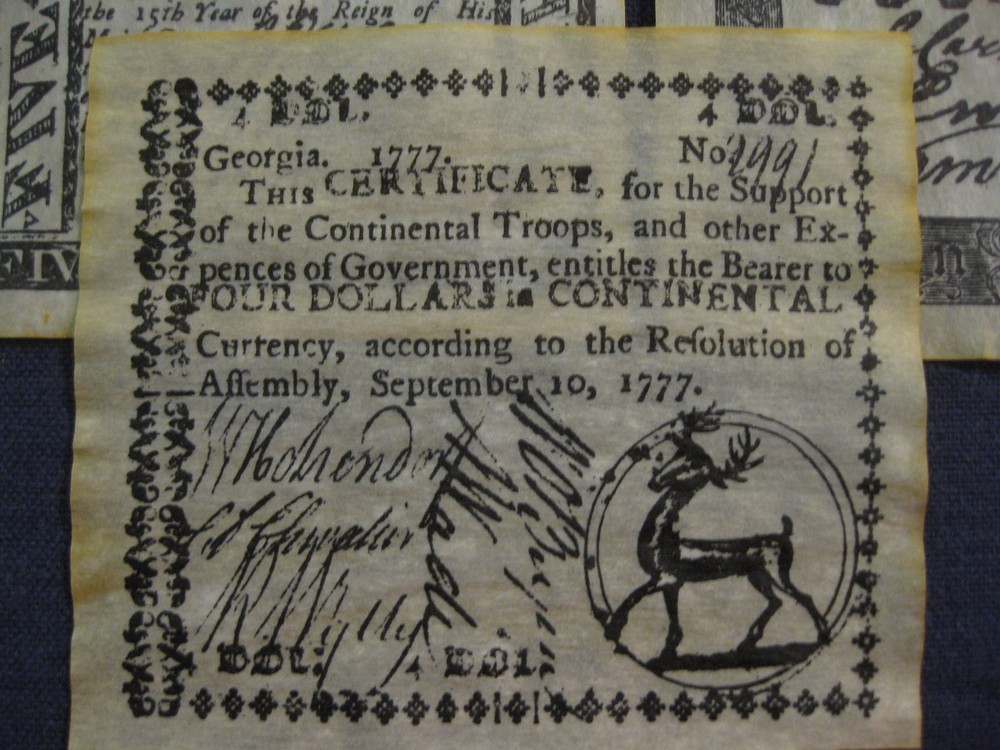 the 15th Year of the Reign of His
4 DOL. 4 DOL.
Georgia. 1777. No 2991
THIS CERTIFICATE, for the Support
of the Continental Troops, and other Ex-
pences of Government, entitles the Bearer to
FOUR DOLLARS in CONTINENTAL
Currency, according to the Reſolution of
Aſſembly, September 10, 1777.
DOL. 4 DOL.
FIV